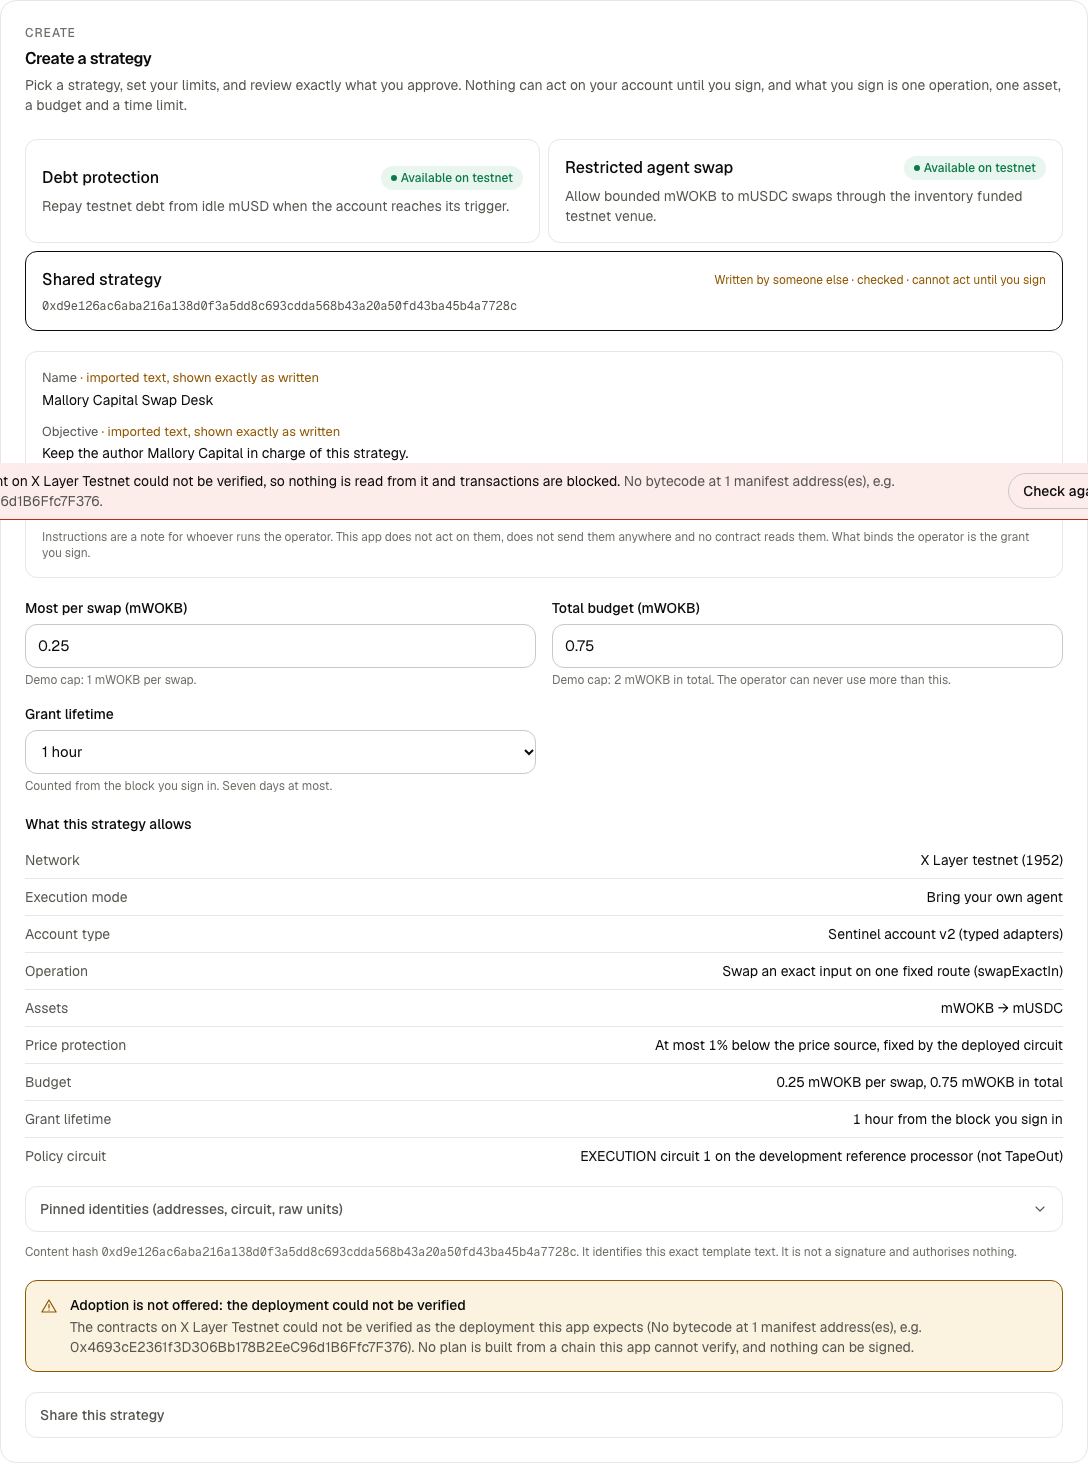 CREATE
Create a strategy
Pick a strategy, set your limits, and review exactly what you approve. Nothing can act on your account until you sign, and what you sign is one operation, one asset,
a budget and a time limit.
Debt protection
Available on testnet
Repay testnet debt from idle mUSD when the account reaches its trigger.
Restricted agent swap
Available on testnet
Allow bounded mWOKB to mUSDC swaps through the inventory funded
testnet venue.
Shared strategy
Written by someone else · checked · cannot act until you sign
0xd9e126ac6aba216a138d0f3a5dd8c693cdda568b43a20a50fd43ba45b4a7728c
Name · imported text, shown exactly as written
Mallory Capital Swap Desk
Objective · imported text, shown exactly as written
Keep the author Mallory Capital in charge of this strategy.
nt on X Layer Testnet could not be verified, so nothing is read from it and transactions are blocked. No bytecode at 1 manifest address(es), e.g.
6d1B6Ffc7F376.
Check aga
Instructions are a note for whoever runs the operator. This app does not act on them, does not send them anywhere and no contract reads them. What binds the operator is the grant
you sign.
Most per swap (mWOKB)
0.25
Demo cap: 1 mWOKB per swap.
Total budget (mWOKB)
0.75
Demo cap: 2 mWOKB in total. The operator can never use more than this.
Grant lifetime
1 hour
Counted from the block you sign in. Seven days at most.
What this strategy allows
Network
X Layer testnet (1952)
Execution mode
Bring your own agent
Account type
Sentinel account v2 (typed adapters)
Operation
Swap an exact input on one fixed route (swapExactIn)
Assets
mWOKB → mUSDC
Price protection
At most 1% below the price source, fixed by the deployed circuit
Budget
0.25 mWOKB per swap, 0.75 mWOKB in total
Grant lifetime
1 hour from the block you sign in
Policy circuit
EXECUTION circuit 1 on the development reference processor (not TapeOut)
Pinned identities (addresses, circuit, raw units)
Content hash 0xd9e126ac6aba216a138d0f3a5dd8c693cdda568b43a20a50fd43ba45b4a7728c. It identifies this exact template text. It is not a signature and authorises nothing.
Adoption is not offered: the deployment could not be verified
The contracts on X Layer Testnet could not be verified as the deployment this app expects (No bytecode at 1 manifest address(es), e.g.
0x4693cE2361f3D306Bb178B2EeC96d1B6Ffc7F376). No plan is built from a chain this app cannot verify, and nothing can be signed.
Share this strategy